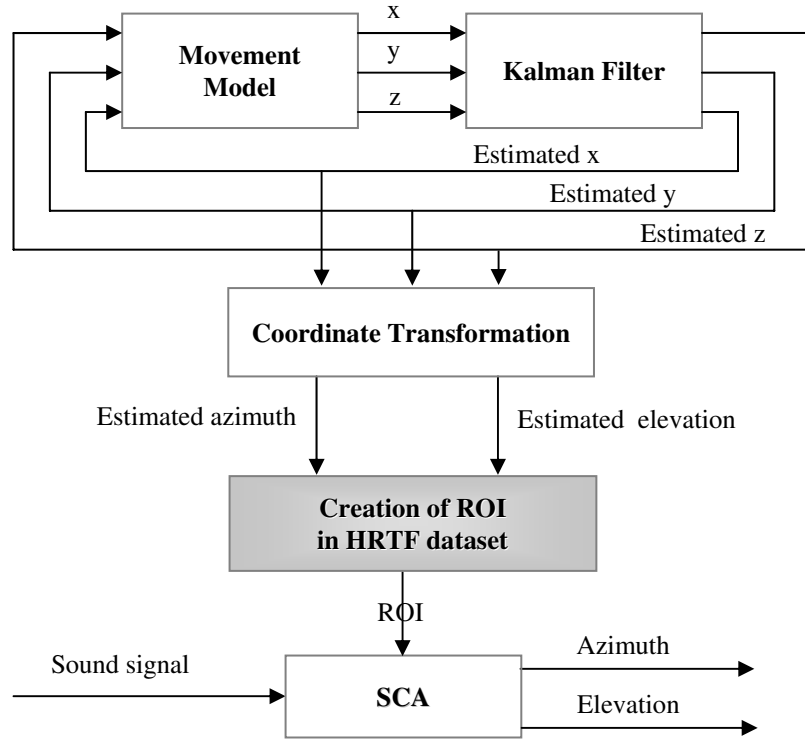 x
Movement
Model
y
z
Kalman Filter
Estimated x
Estimated y
Estimated z
Coordinate Transformation
Estimated azimuth
Estimated elevation
Creation of ROI
in HRTF dataset
ROI
Sound signal
SCA
Azimuth
Elevation